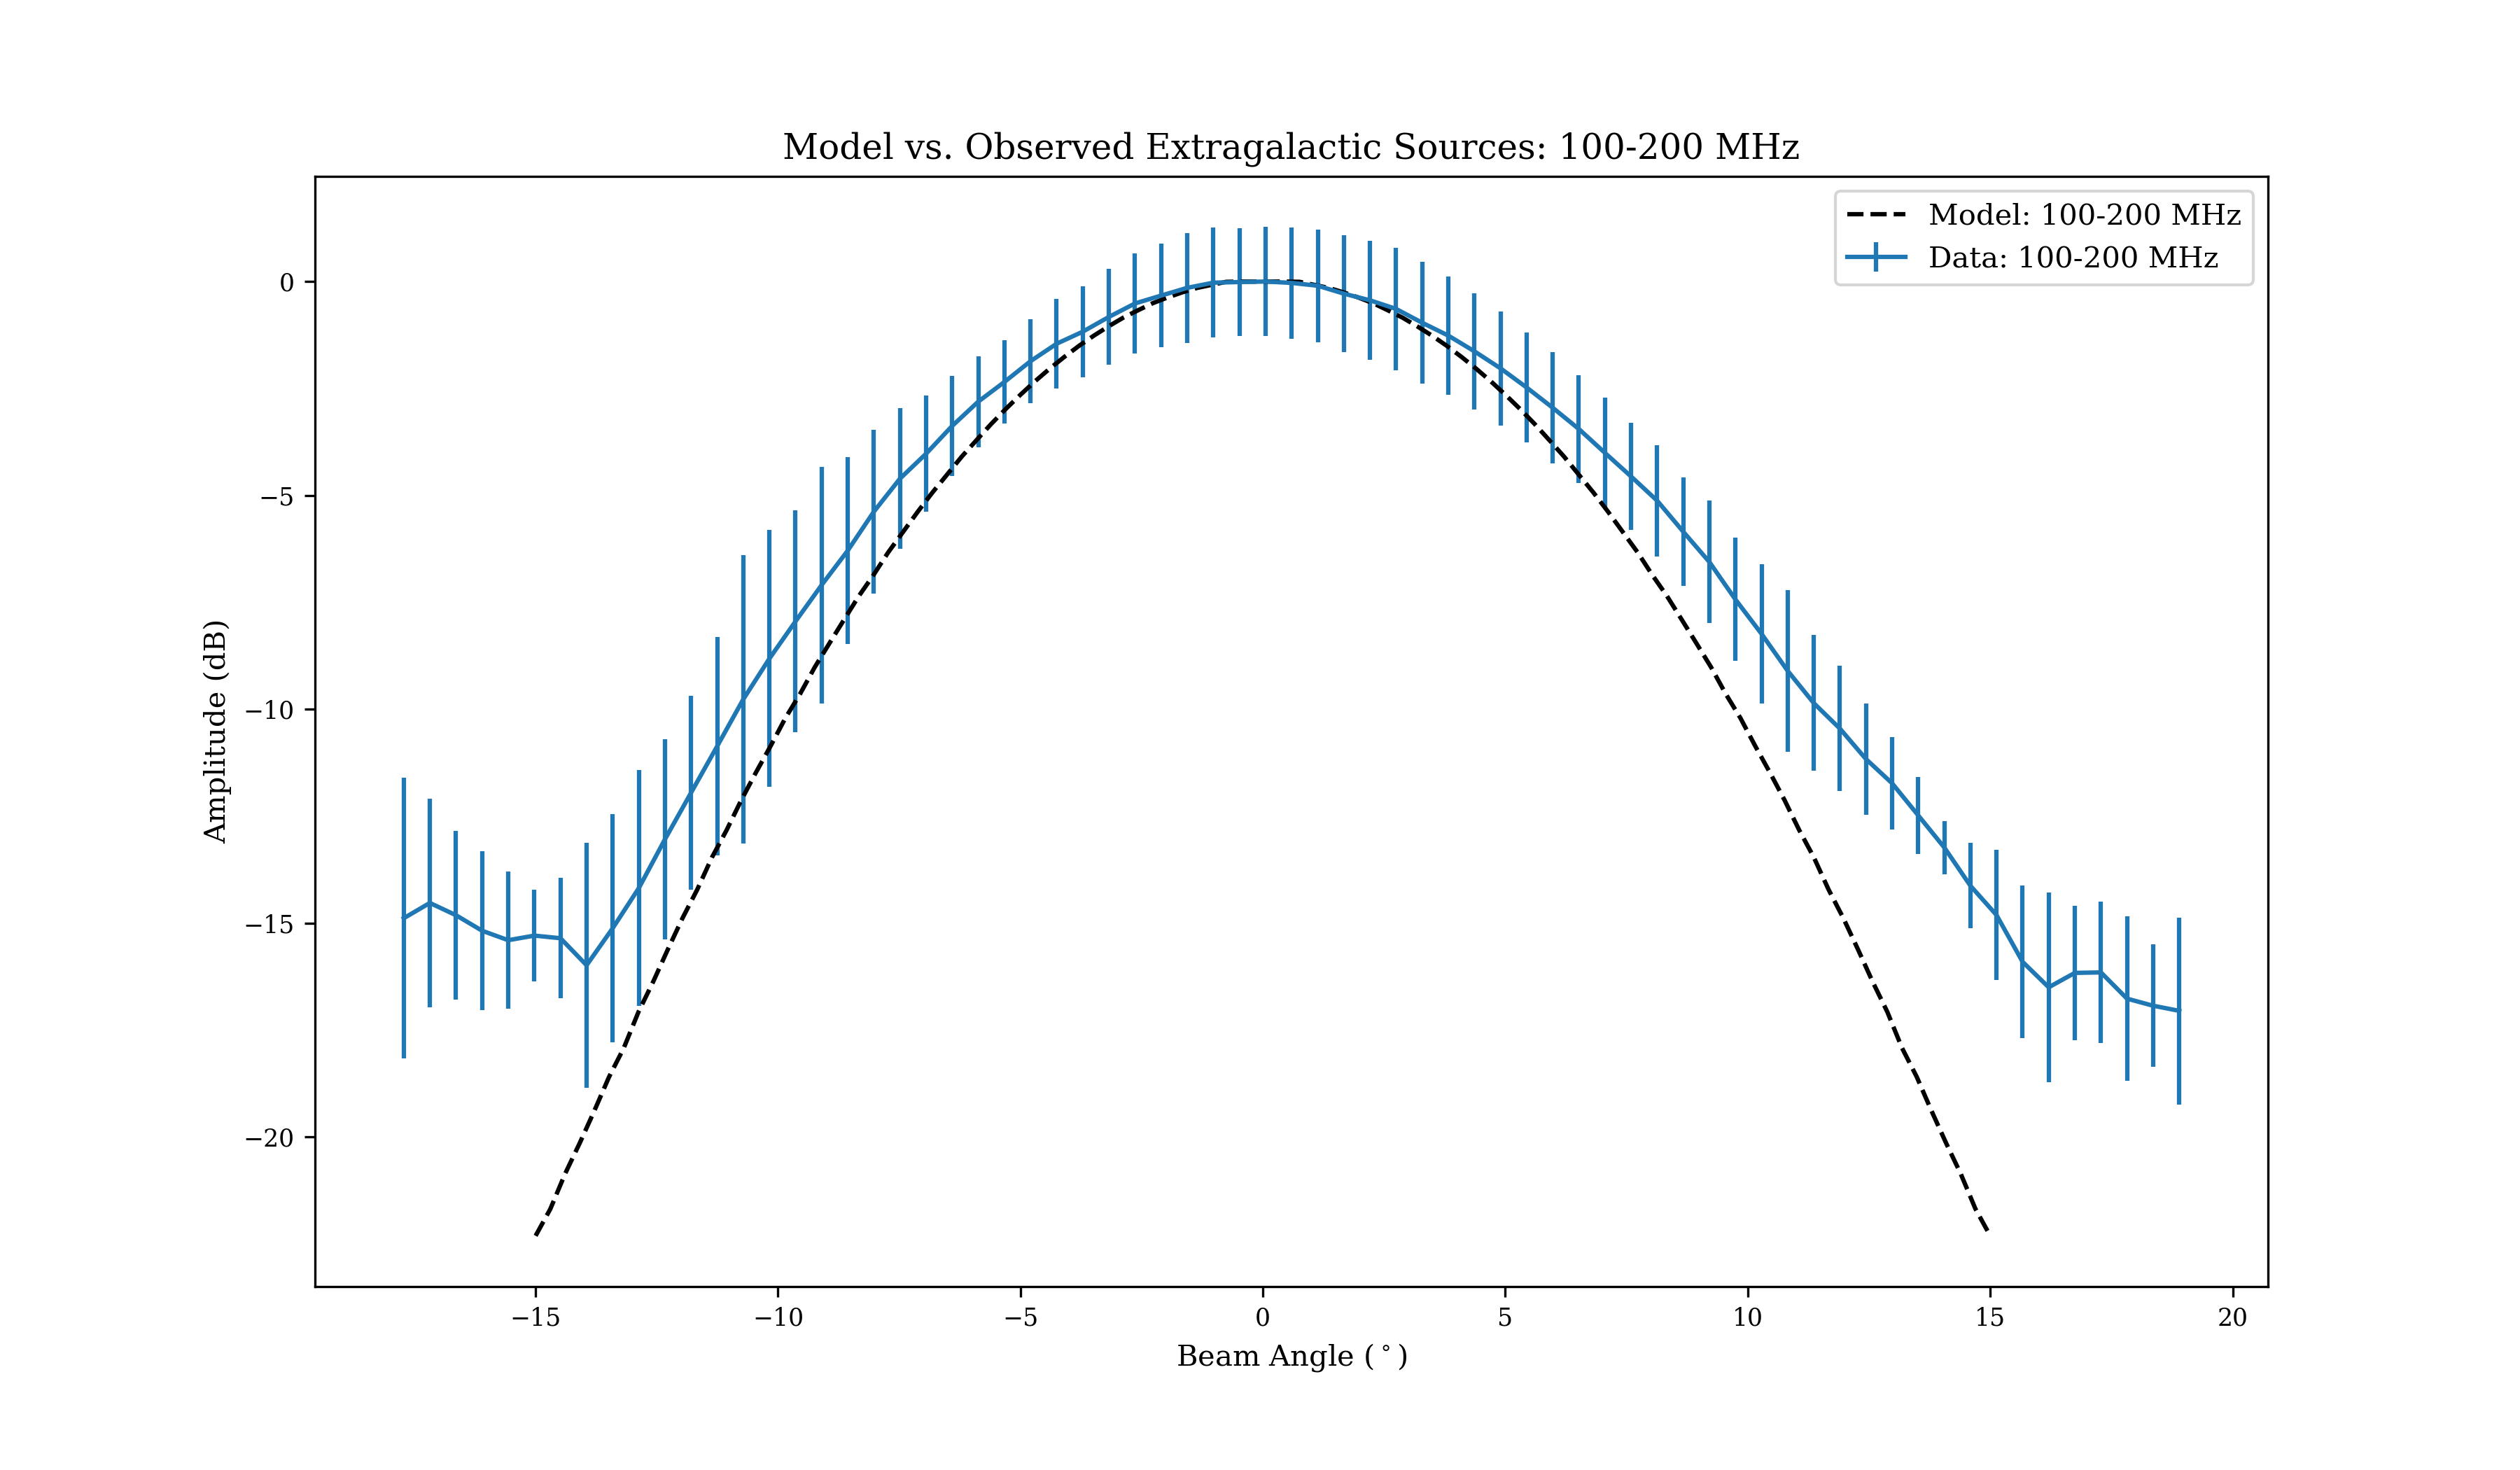 Model vs. Observed Extragalactic Sources: 100-200 MHz
Model: 100-200 MHz
Data: 100-200 MHz
0
−5
−10
−15
−20
Amplitude (dB)
−15
−10
−5
0
5
10
15
20
Beam Angle (°)